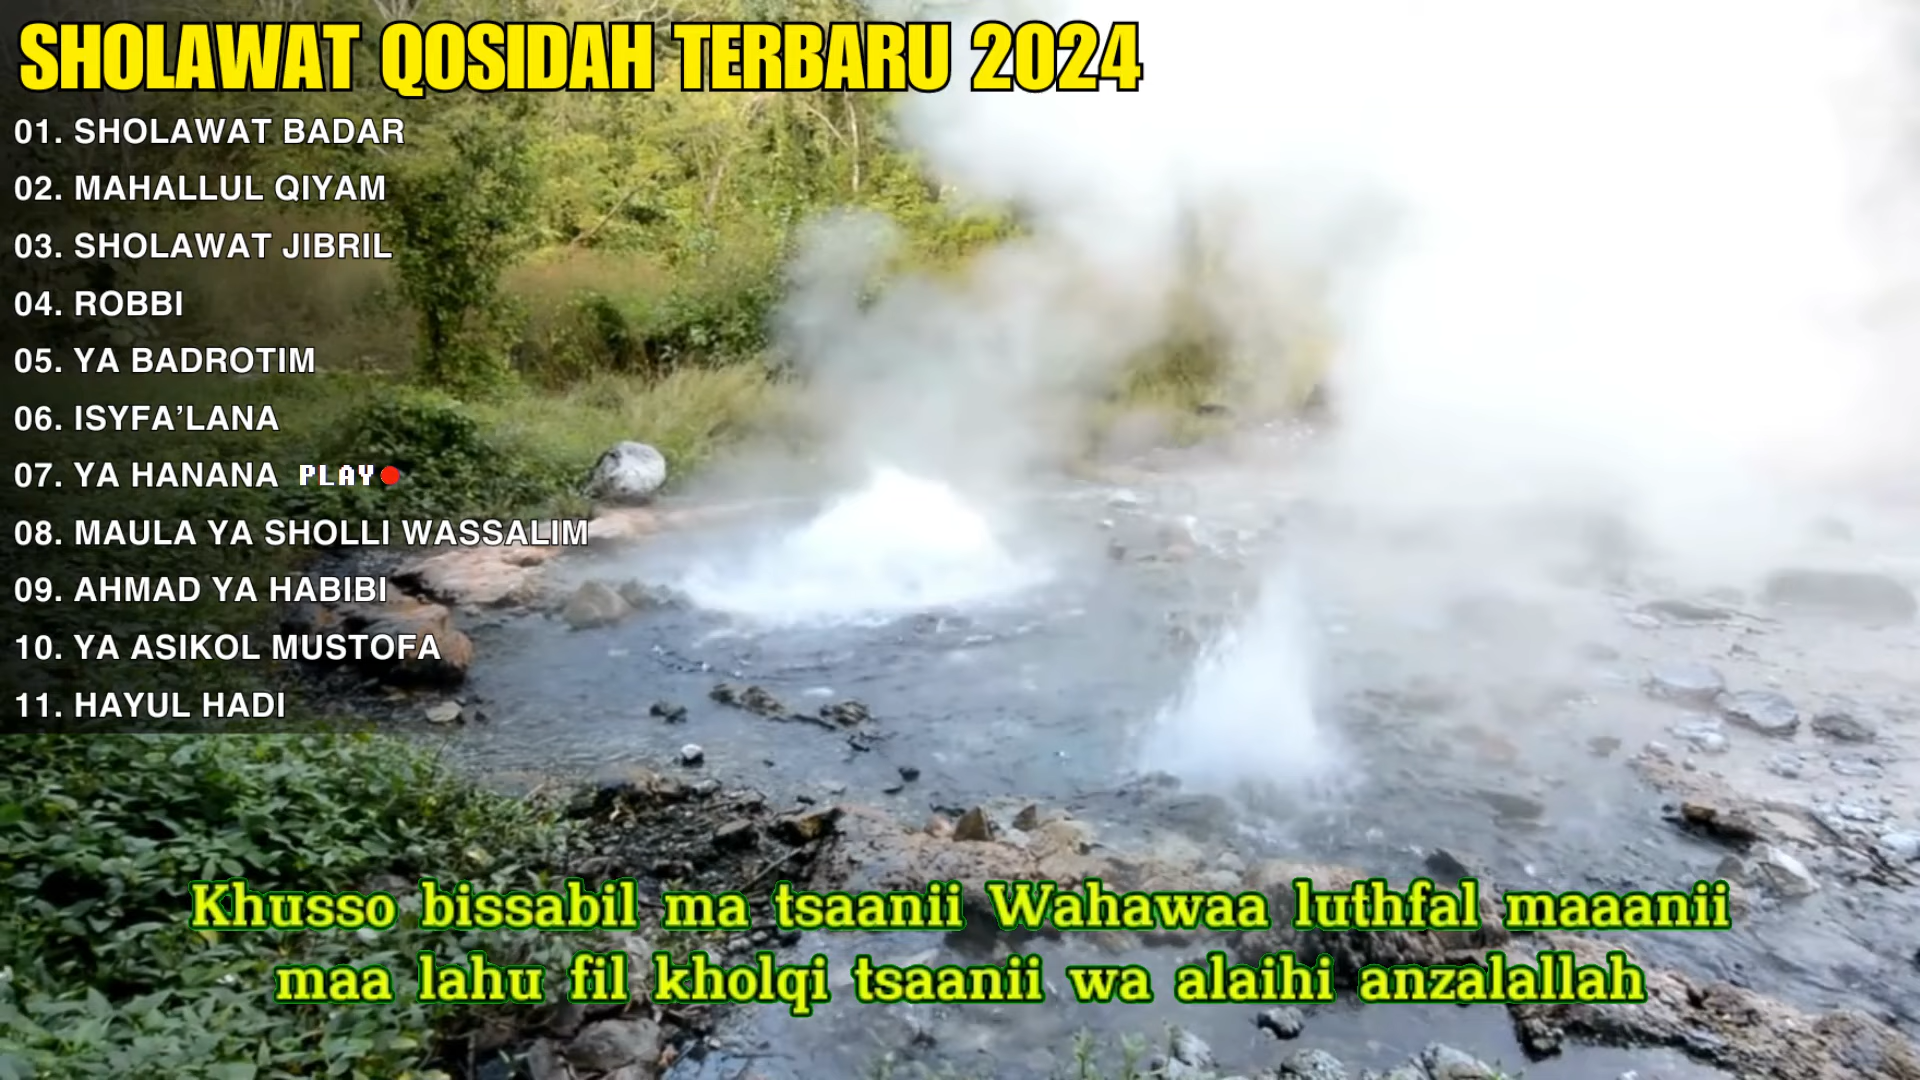 SHOLAWAT QOSIDAH TERBARU 2024
01. SHOLAWAT BADAR
02. MAHALLUL QIYAM
03. SHOLAWAT JIBRIL
04. ROBBI
05. YA BADROTIM
06. ISYFA’LANA
07. YA HANANA PLAY
08. MAULA YA SHOLLI WASSALIM
09. AHMAD YA HABIBI
10. YA ASIKOL MUSTOFA
11. HAYUL HADI
Khusso bissabil ma tsaanii Wahawaa luthfal maaanii
maa lahu fil kholqi tsaanii wa alaihi anzalallah